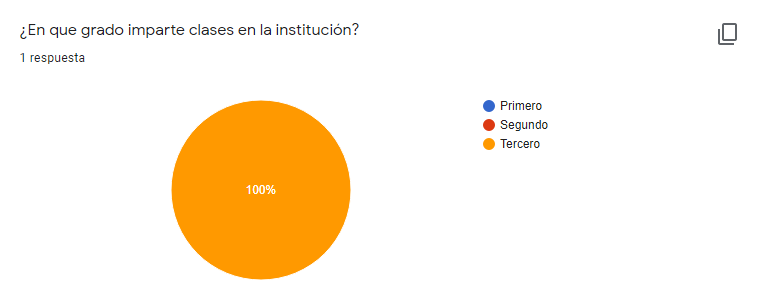 ¿En que grado imparte clases en la institución?
1 respuesta
100%
Primero
Segundo
Tercero